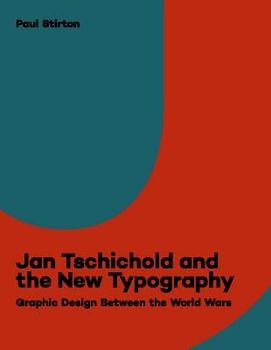 Paul Stirton
Jan Tschichold and
the New Typography
Graphic Design Between the World Wars